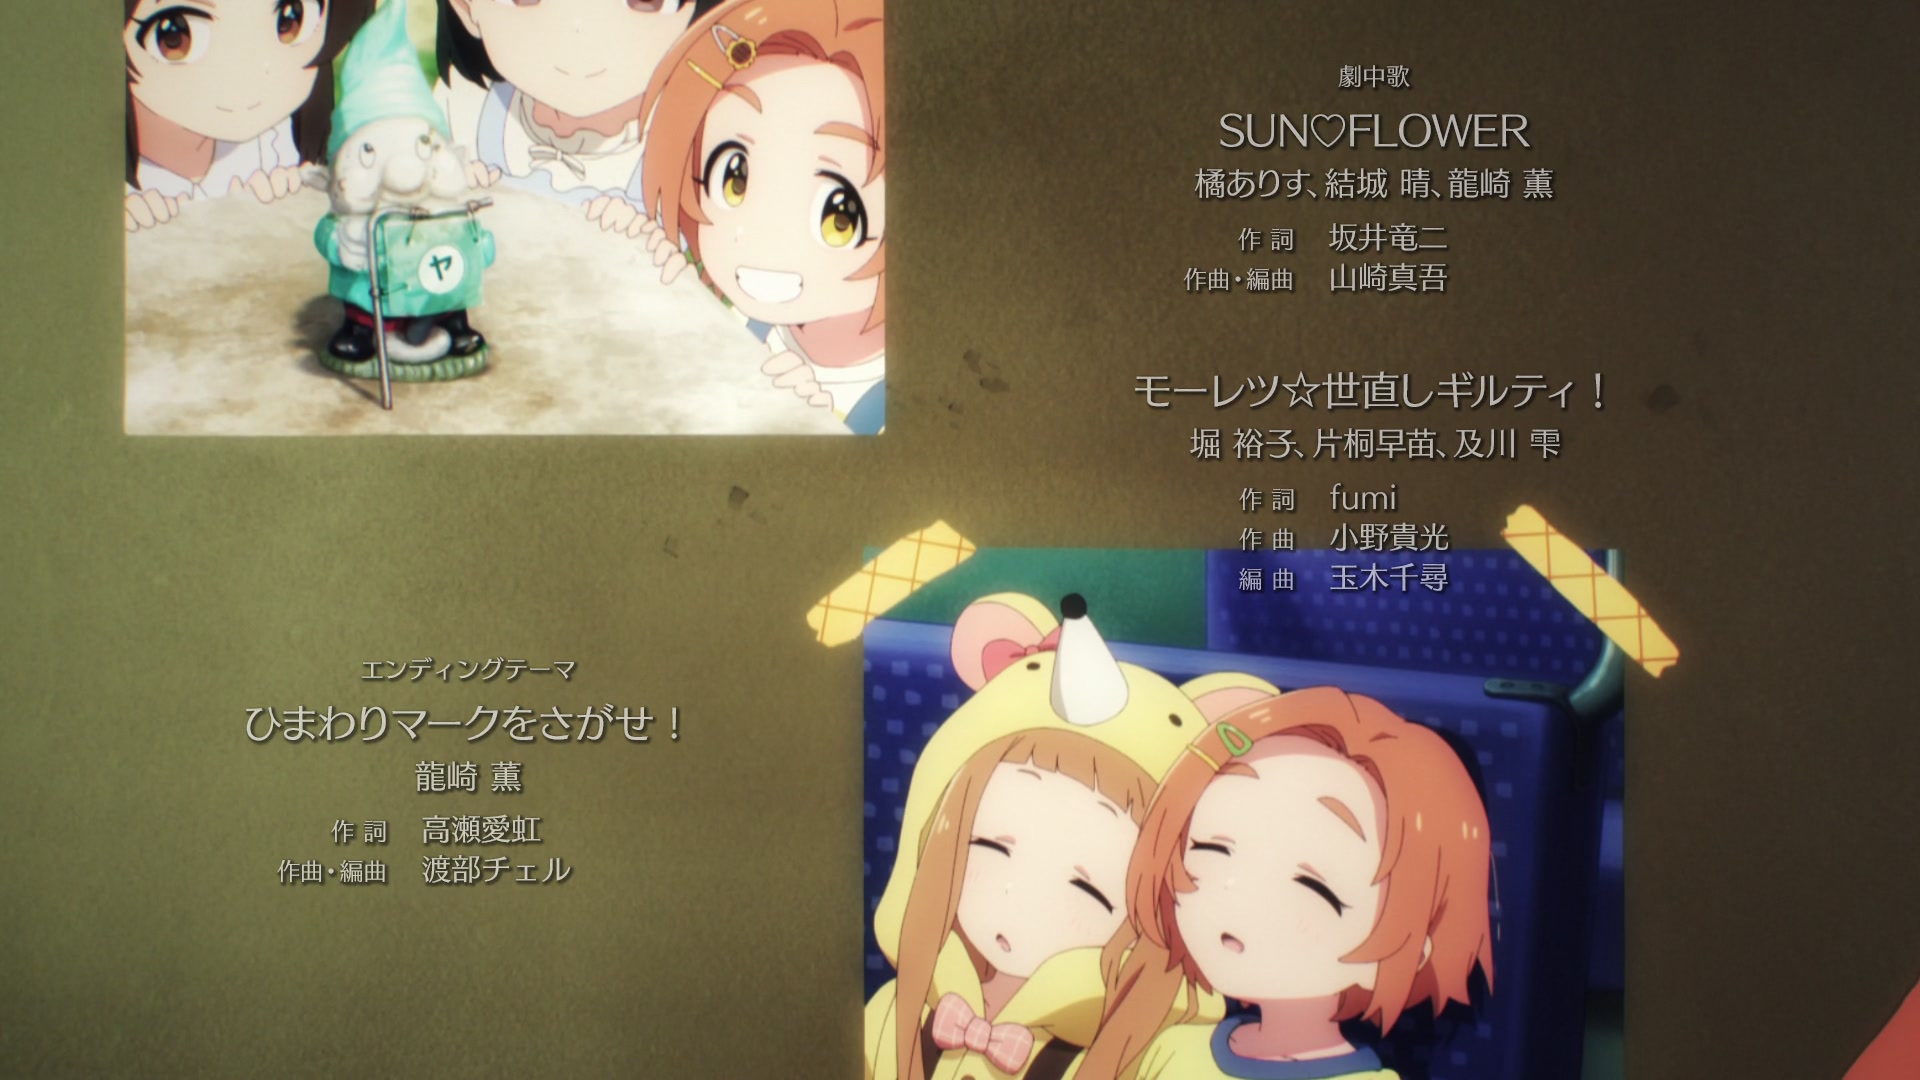 ヤ
劇中歌
SUN♡FLOWER
橘ありす、結城 晴、龍崎 薫
作 詞 坂井竜二
作曲・編曲 山崎真吾
モーレツ☆世直しギルティ！
堀 裕子、片桐早苗、及川 雫
作 詞 fumi
作 曲 小野貴光
編 曲 玉木千尋
エンディングテーマ
ひまわりマークをさがせ！
龍崎 薫
作 詞 高瀬愛虹
作曲・編曲 渡部チェル